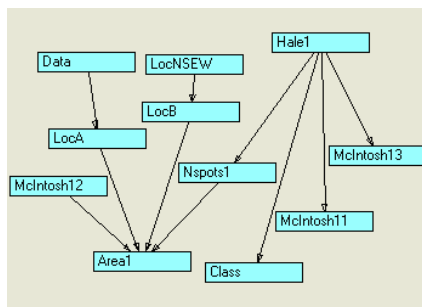 Hale1
Data
LocNSEW
LocB
LocA
McIntosh13
Nspots1
McIntosh12
McIntosh11
Area1
Class